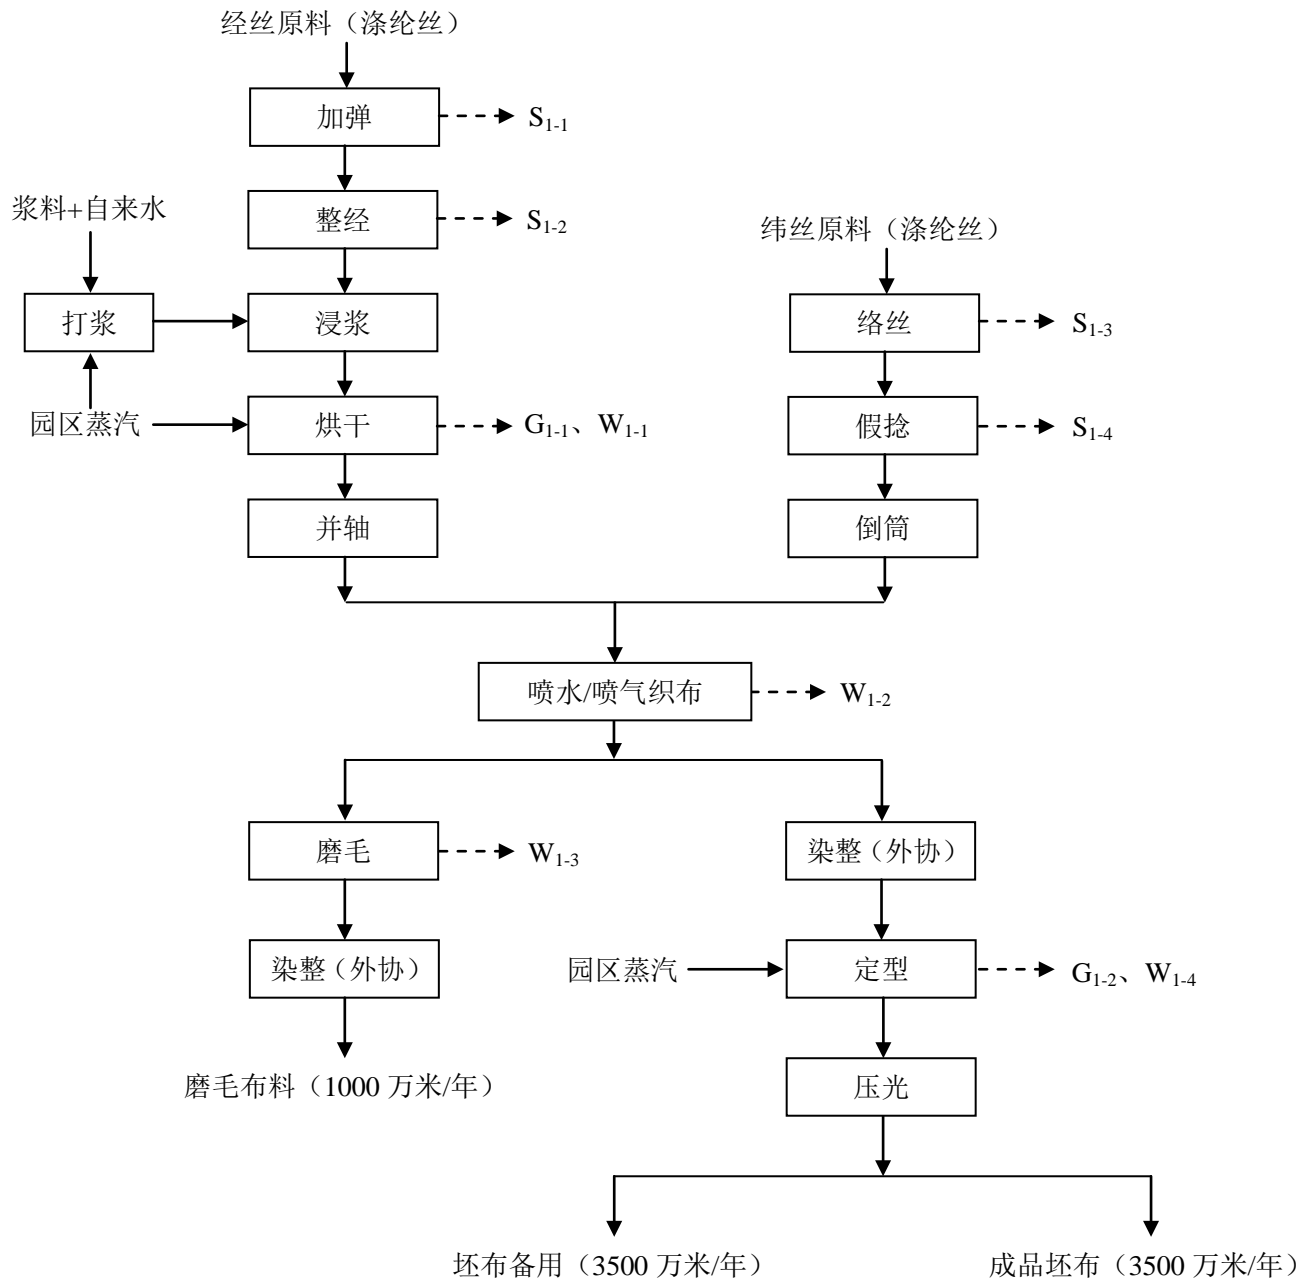 经丝原料（涤纶丝）
加弹
S1-1
浆料+自来水
整经
S1-2
纬丝原料（涤纶丝）
打浆
浸浆
络丝
S1-3
园区蒸汽
烘干
G1-1、W1-1
假捻
S1-4
并轴
倒筒
喷水/喷气织布
W1-2
磨毛
W1-3
染整（外协）
染整（外协）
园区蒸汽
定型
G1-2、W1-4
磨毛布料（1000 万米/年）
压光
坯布备用（3500 万米/年）
成品坯布（3500 万米/年）